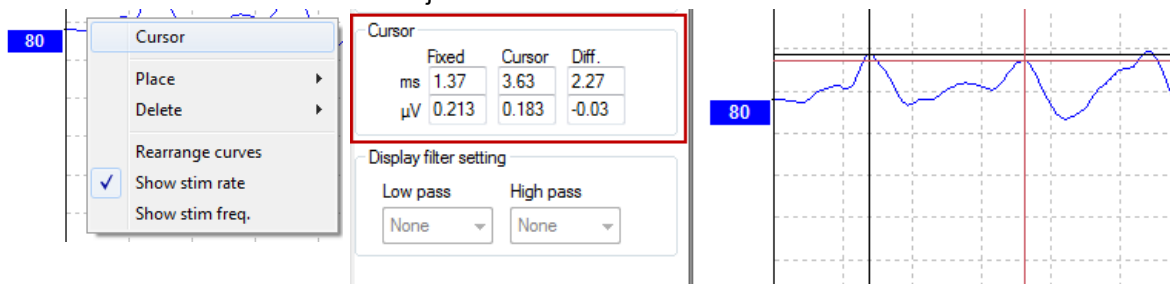 80
Cursor
Place
Delete
Rearrange curves
Show stim rate
Show stim freq.
Cursor
Fixed Cursor Diff.
ms 1.37 3.63 2.27
µV 0.213 0.183 -0.03
Display filter setting
Low pass High pass
None None
80